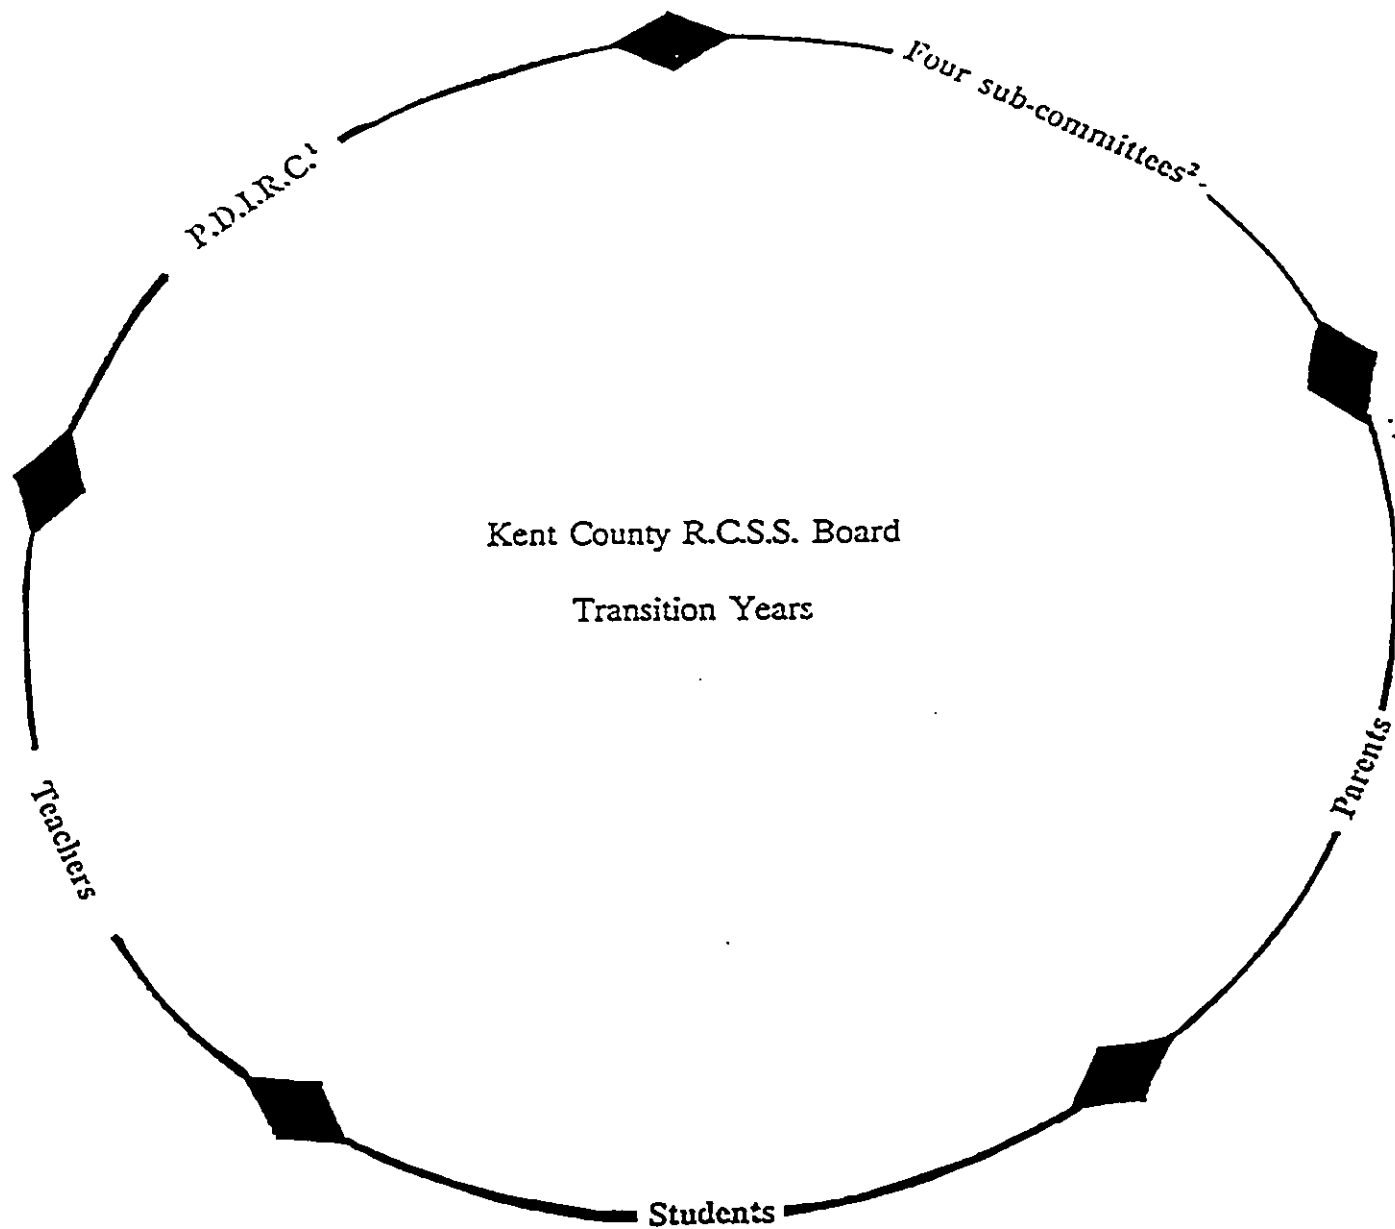 Four sub-committees².
P.D.I.R.C.¹
Kent County R.C.S.S. Board
Transition Years
Parents
Teachers
Students